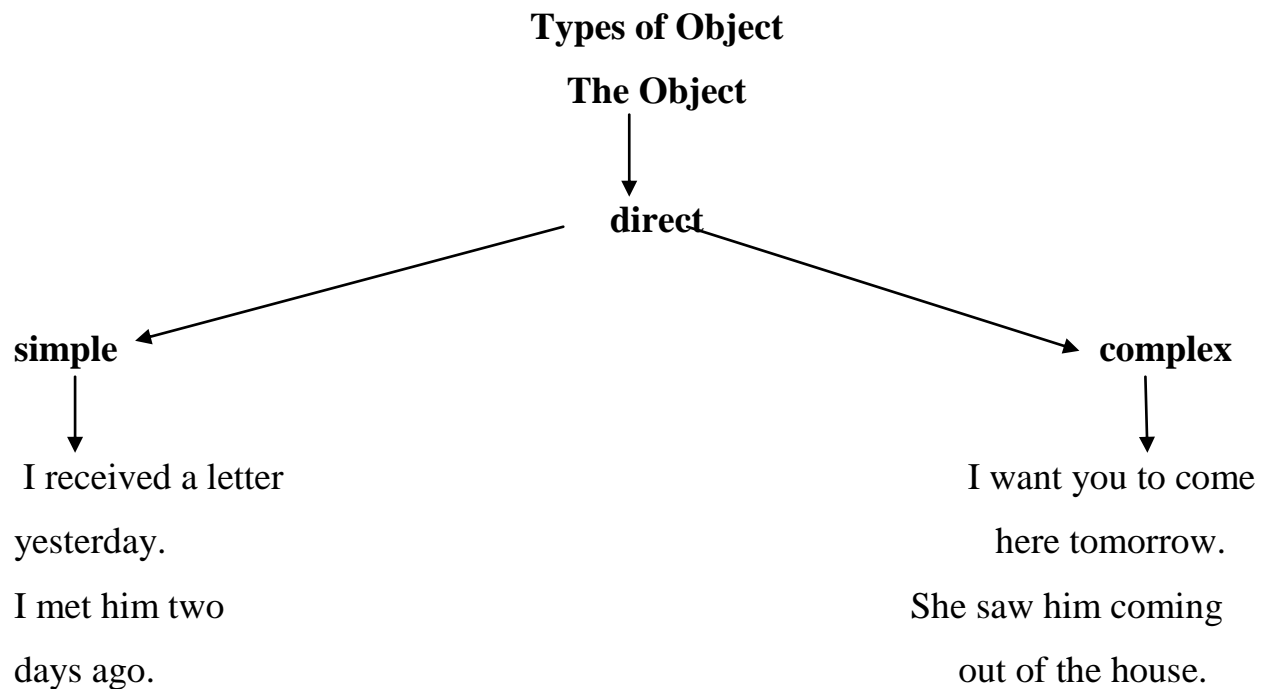 Types of Object
The Object
direct
simple
complex
I received a letter
yesterday.
I met him two
days ago.
I want you to come
here tomorrow.
She saw him coming
out of the house.